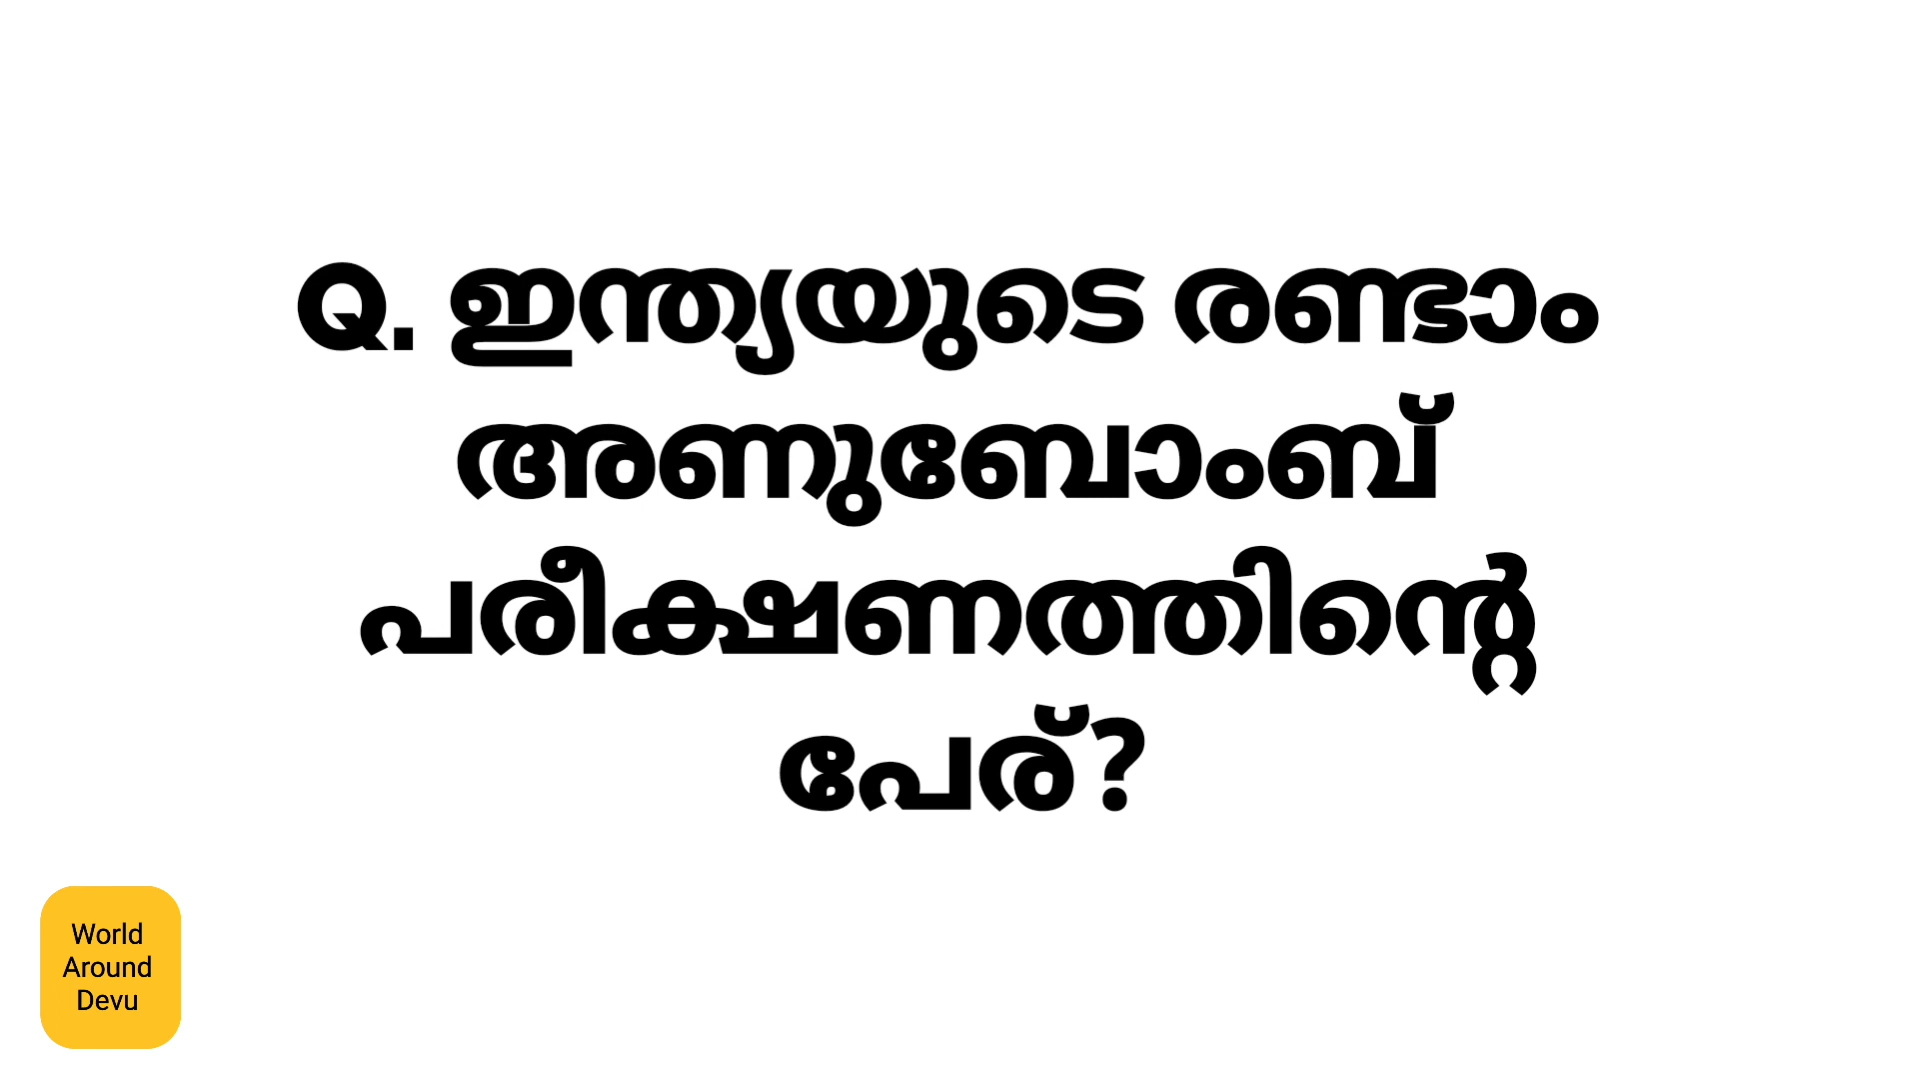 Q. ഇന്ത്യയുടെ രണ്ടാം
അണുബോംബ്
പരീക്ഷണത്തിന്റെ
പേര്?
World
Around
Devu